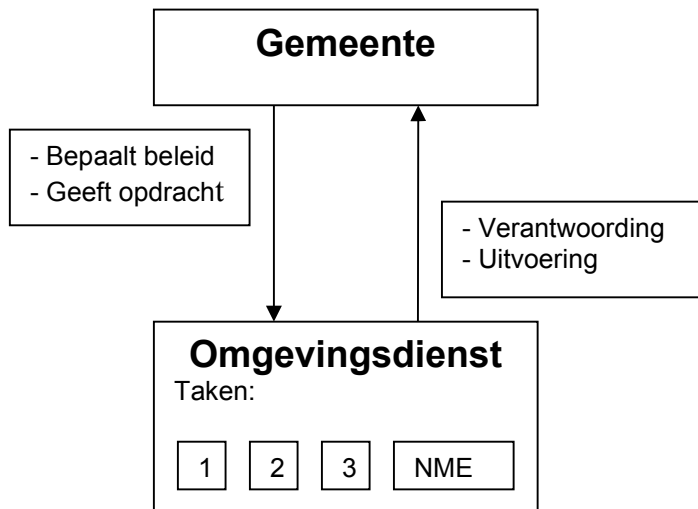 Gemeente
- Bepaalt beleid
- Geeft opdracht
- Verantwoording
- Uitvoering
Omgevingsdienst
Taken:
1 2 3 NME